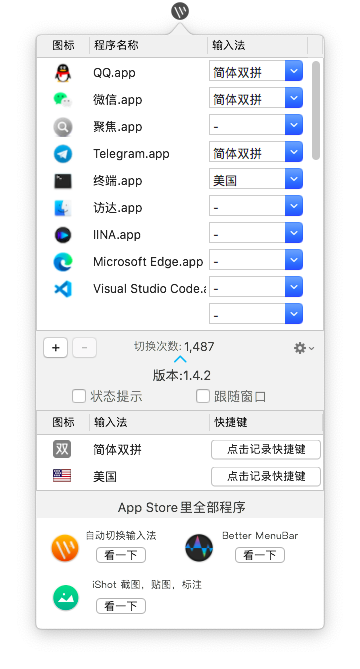 图标 程序名称 输入法
QQ.app 简体双拼
微信.app 简体双拼
聚焦.app -
Telegram.app 简体双拼
终端.app 美国
访达.app -
IINA.app -
Microsoft Edge.app -
Visual Studio Code.a -
-
+ - 切换次数: 1,487
版本:1.4.2
状态提示 跟随窗口
图标 输入法 快捷键
双 简体双拼 点击记录快捷键
美国 点击记录快捷键
App Store里全部程序
自动切换输入法 Better MenuBar
看一下 看一下
iShot 截图，贴图，标注
看一下